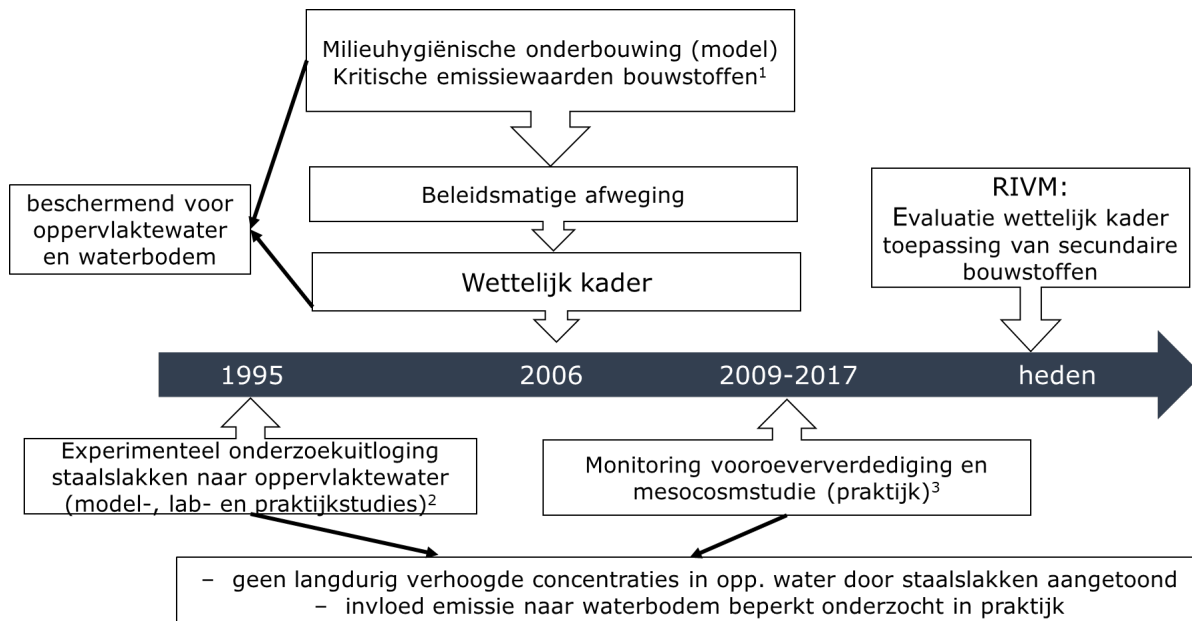 Milieuhygiënische onderbouwing (model)
Kritische emissiewaarden bouwstoffen¹
Beleidsmatige afweging
Wettelijk kader
beschermend voor
oppervlaktewater
en waterbodem
RIVM:
Evaluatie wettelijk kader
toepassing van secundaire
bouwstoffen
1995
2006
2009-2017
heden
Experimenteel onderzoekuitloging
staalslakken naar oppervlaktewater
(model-, lab- en praktijkstudies)²
Monitoring vooroeververdediging en
mesocosmstudie (praktijk)³
– geen langdurig verhoogde concentraties in opp. water door staalslakken aangetoond
– invloed emissie naar waterbodem beperkt onderzocht in praktijk